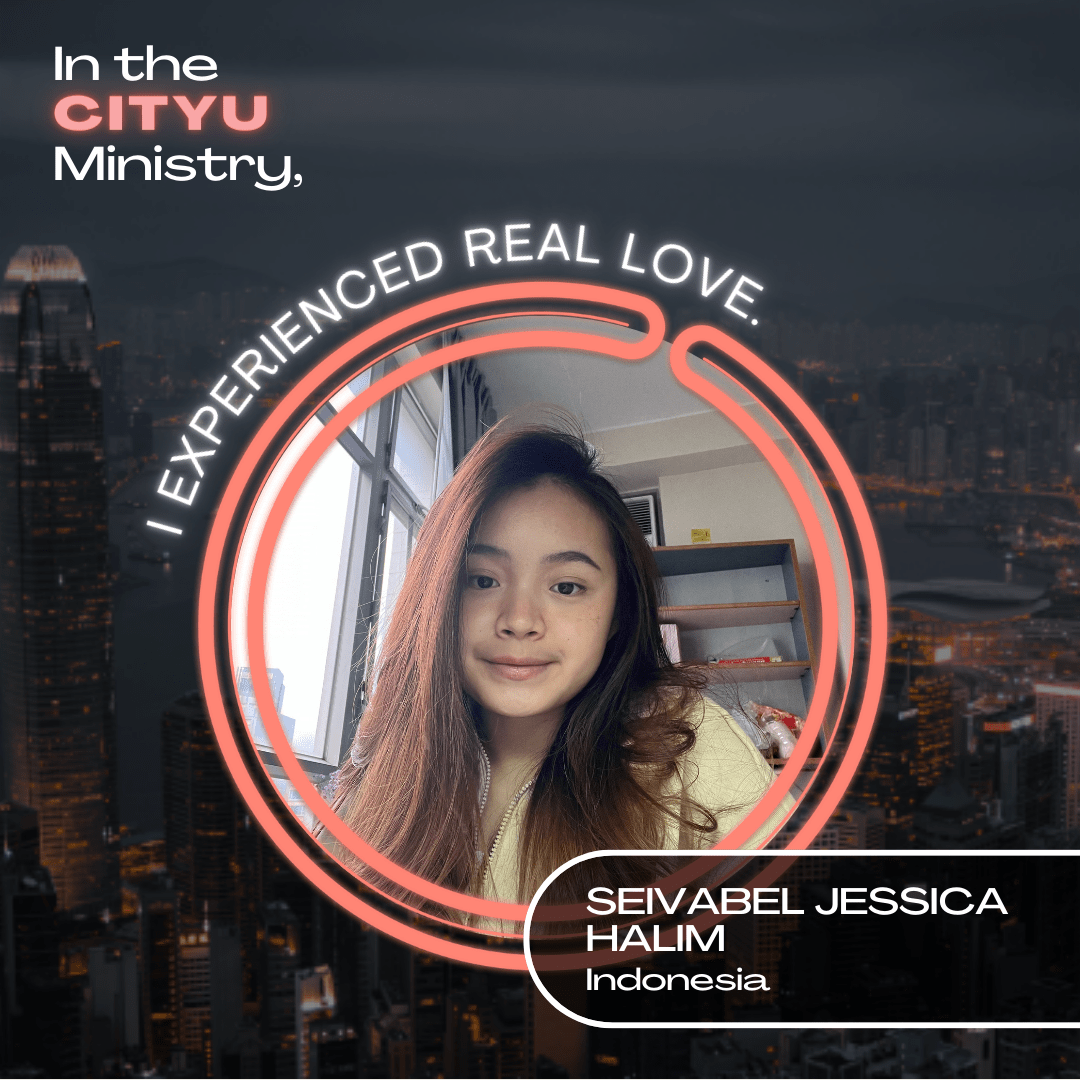 In the
CITYU
Ministry,
I EXPERIENCED REAL LOVE.
SEIVABEL JESSICA
HALIM
Indonesia